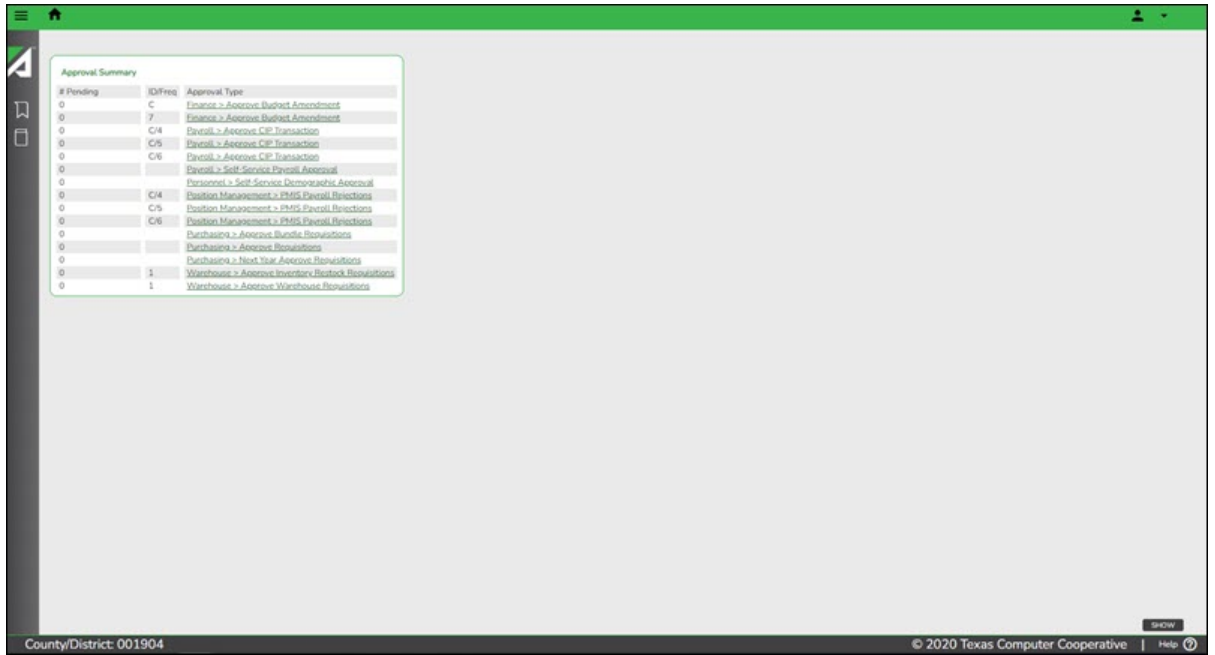 Approval Summary
# Pending ID/Freq Approval Type
0 C Finance > Approve Budget Amendment
0 7 Finance > Approve Budget Amendment
0 C/4 Payroll > Approve CIP Transaction
0 C/5 Payroll > Approve CIP Transaction
0 C/6 Payroll > Approve CIP Transaction
0 Payroll > Self-Service Payroll Approval
0 Personnel > Self-Service Demographic Approval
0 C/4 Position Management > PMIS Payroll Rejections
0 C/5 Position Management > PMIS Payroll Rejections
0 C/6 Position Management > PMIS Payroll Rejections
0 Purchasing > Approve Bundle Requisitions
0 Purchasing > Approve Requisitions
0 Purchasing > Next Year Approve Requisitions
0 1 Warehouse > Approve Inventory Restock Requisitions
0 1 Warehouse > Approve Warehouse Requisitions
SHOW
County/District: 001904 © 2020 Texas Computer Cooperative | Help ?